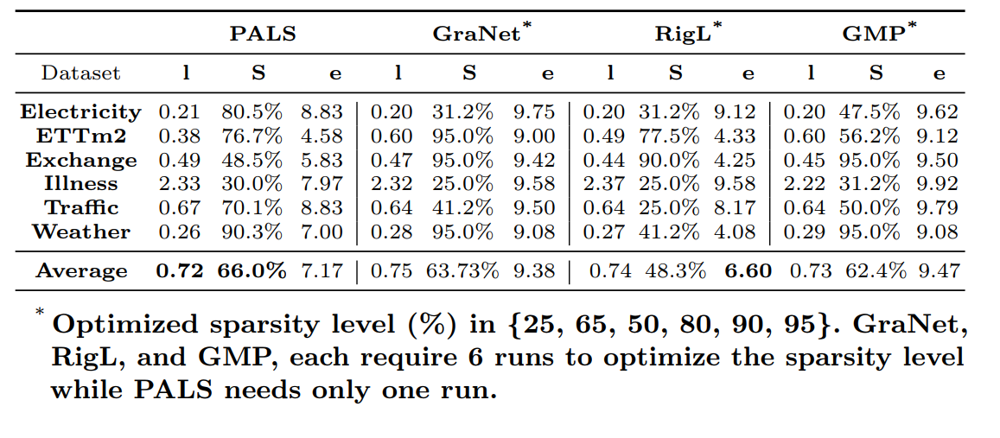 PALS GraNet* RigL* GMP*
Dataset l S e l S e l S e l S e
Electricity 0.21 80.5% 8.83 0.20 31.2% 9.75 0.20 31.2% 9.12 0.20 47.5% 9.62
ETTm2 0.38 76.7% 4.58 0.60 95.0% 9.00 0.49 77.5% 4.33 0.60 56.2% 9.12
Exchange 0.49 48.5% 5.83 0.47 95.0% 9.42 0.44 90.0% 4.25 0.45 95.0% 9.50
Illness 2.33 30.0% 7.97 2.32 25.0% 9.58 2.37 25.0% 9.58 2.22 31.2% 9.92
Traffic 0.67 70.1% 8.83 0.64 41.2% 9.50 0.64 25.0% 8.17 0.64 50.0% 9.79
Weather 0.26 90.3% 7.00 0.28 95.0% 9.08 0.27 41.2% 4.08 0.29 95.0% 9.08
Average 0.72 66.0% 7.17 0.75 63.73% 9.38 0.74 48.3% 6.60 0.73 62.4% 9.47
* Optimized sparsity level (%) in {25, 65, 50, 80, 90, 95}. GraNet,
RigL, and GMP, each require 6 runs to optimize the sparsity level
while PALS needs only one run.